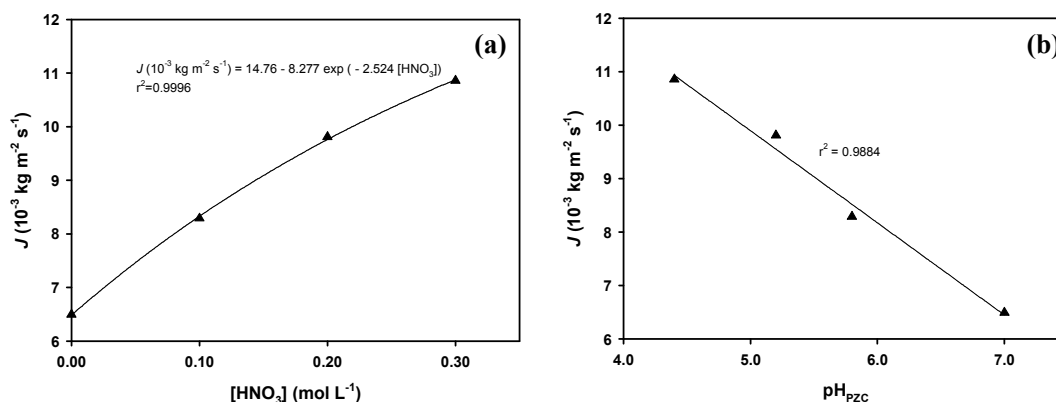 (a)
J (10⁻³ kg m⁻² s⁻¹) = 14.76 - 8.277 exp ( - 2.524 [HNO₃])
r²=0.9996
J (10⁻³ kg m⁻² s⁻¹)
12
11
10
9
8
7
6
0.00 0.10 0.20 0.30
[HNO₃] (mol L⁻¹)
(b)
r² = 0.9884
J (10⁻³ kg m⁻² s⁻¹)
12
11
10
9
8
7
6
4.0 5.0 6.0 7.0
pH_PZC